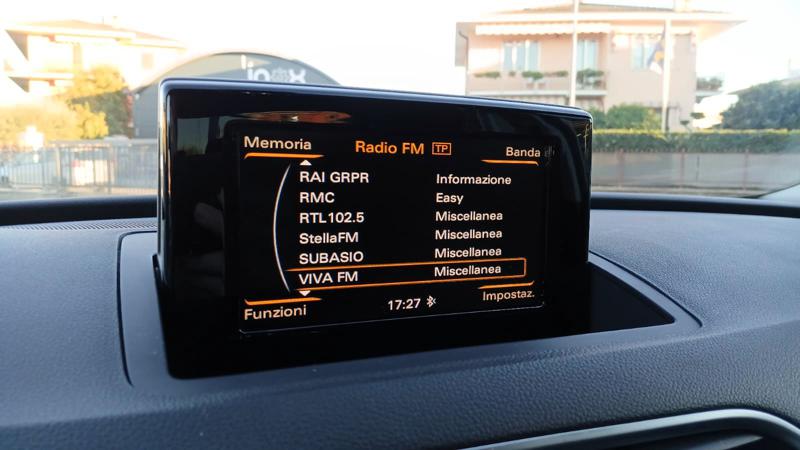 Memoria Radio FM TP Banda
RAI GRPR Informazione
RMC Easy
RTL102.5 Miscellanea
StellaFM Miscellanea
SUBASIO Miscellanea
VIVA FM Miscellanea
Funzioni 17:27 Impostaz.